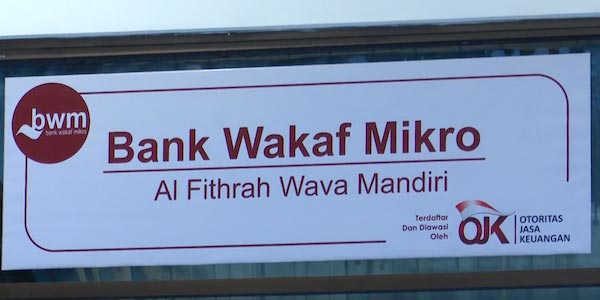 bwm
bank wakaf mikro
Bank Wakaf Mikro
Al Fithrah Wava Mandiri
Terdaftar
Dan Diawasi
Oleh
OJK
OTORITAS
JASA
KEUANGAN